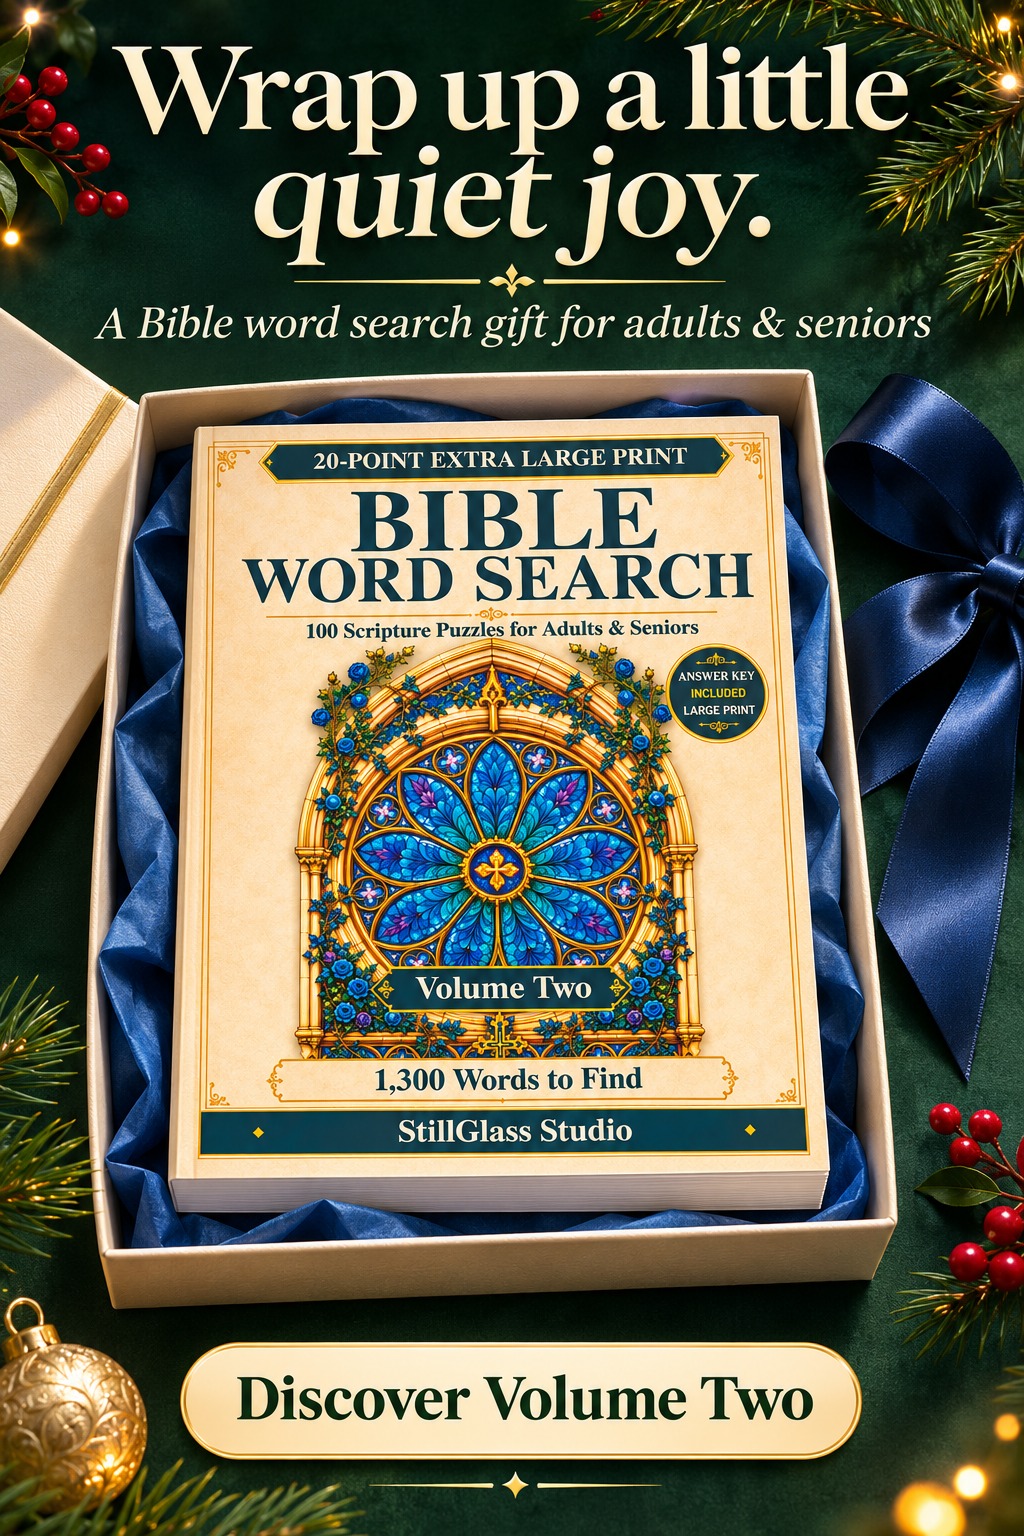 Wrap up a little
quiet joy.
A Bible word search gift for adults & seniors
20-POINT EXTRA LARGE PRINT
BIBLE
WORD SEARCH
100 Scripture Puzzles for Adults & Seniors
ANSWER KEY
INCLUDED
LARGE PRINT
Volume Two
1,300 Words to Find
StillGlass Studio
Discover Volume Two